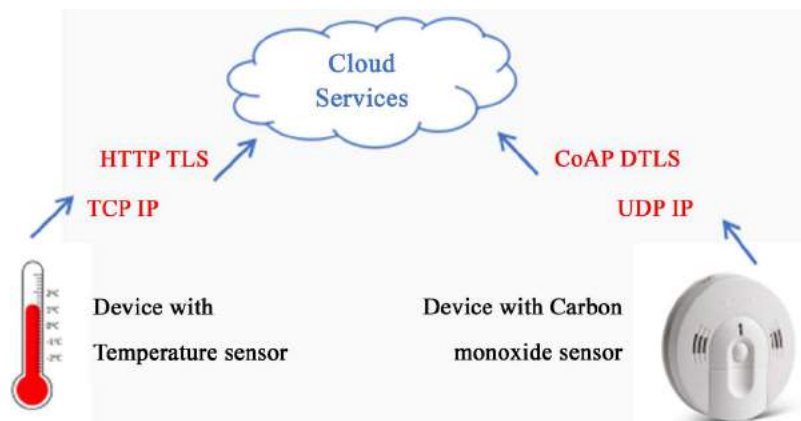 Cloud
Services
HTTP TLS
CoAP DTLS
TCP IP
UDP IP
Device with
Temperature sensor
Device with Carbon
monoxide sensor